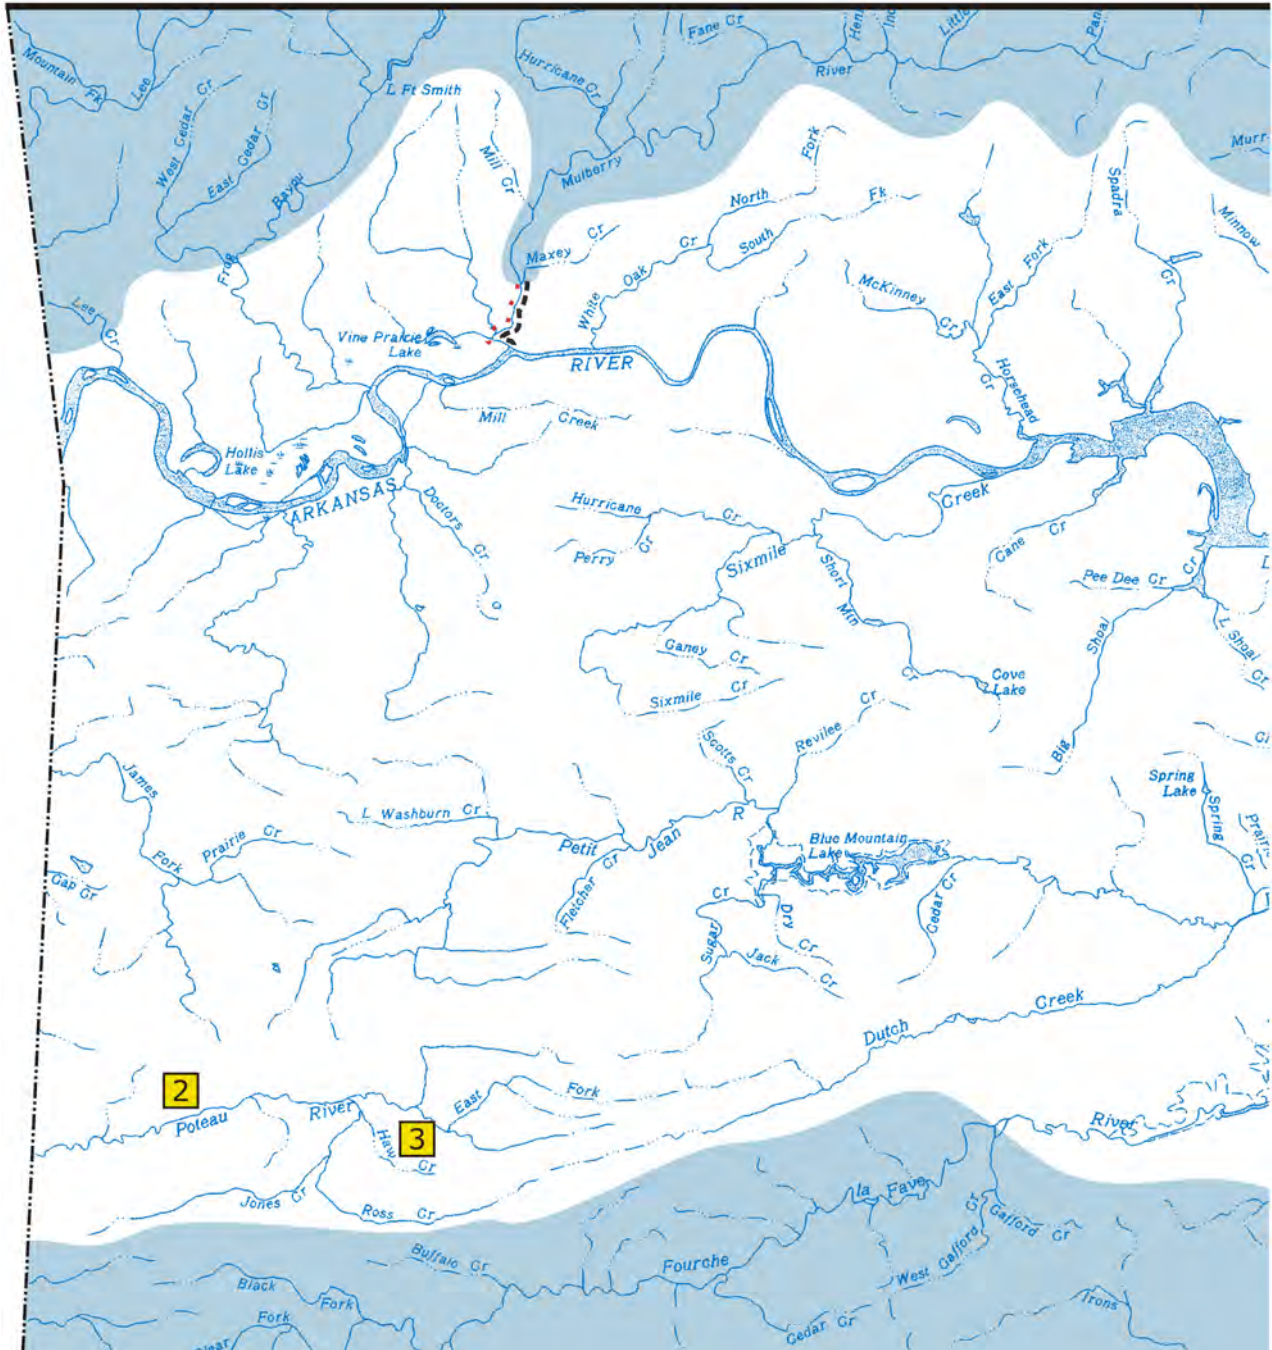 Fane Cr
Little
Mountain Fk
Lee
Hurricane Cr
River
L Ft Smith
West Cedar Cr
East Cedar Gr
Mill Cr
Mulberry
Fork
Murr
Bayou
North
Fk
Spadra
Minnow
Frog
Maxey Cr
White Oak Cr
South
East Fork
McKinney Cr
Cr
Lee Cr
Vine Prairie
Lake
RIVER
Horsehead
Cr
Mill Creek
Hollis
Lake
ARKANSAS
Doctors Cr
Hurricane Cr
Creek
Perry Cr
Sixmile
Short Mtn Cr
Cane Cr
Pee Dee Cr
Cr
L Shoal Cr
Shoal
Ganey Cr
Cove
Lake
Sixmile Cr
Revilee Cr
Scotts Cr
Big
James
Spring
Lake
L Washburn Cr
R
Prairie Cr
Petit Jean
Blue Mountain
Lake
Spring Cr
Fork
Gap Cr
Fletcher Cr
Cr
Sugar
Dry Cr
Cedar Cr
Jack Cr
Creek
Dutch
2
East Fork
Poteau River
3
River
Haw Cr
Jones Cr
Ross Cr
la Fave
Gafford Cr
Buffalo Cr
Fourche
West Gafford Cr
Black Fork
Irons
Fork
Cedar Cr